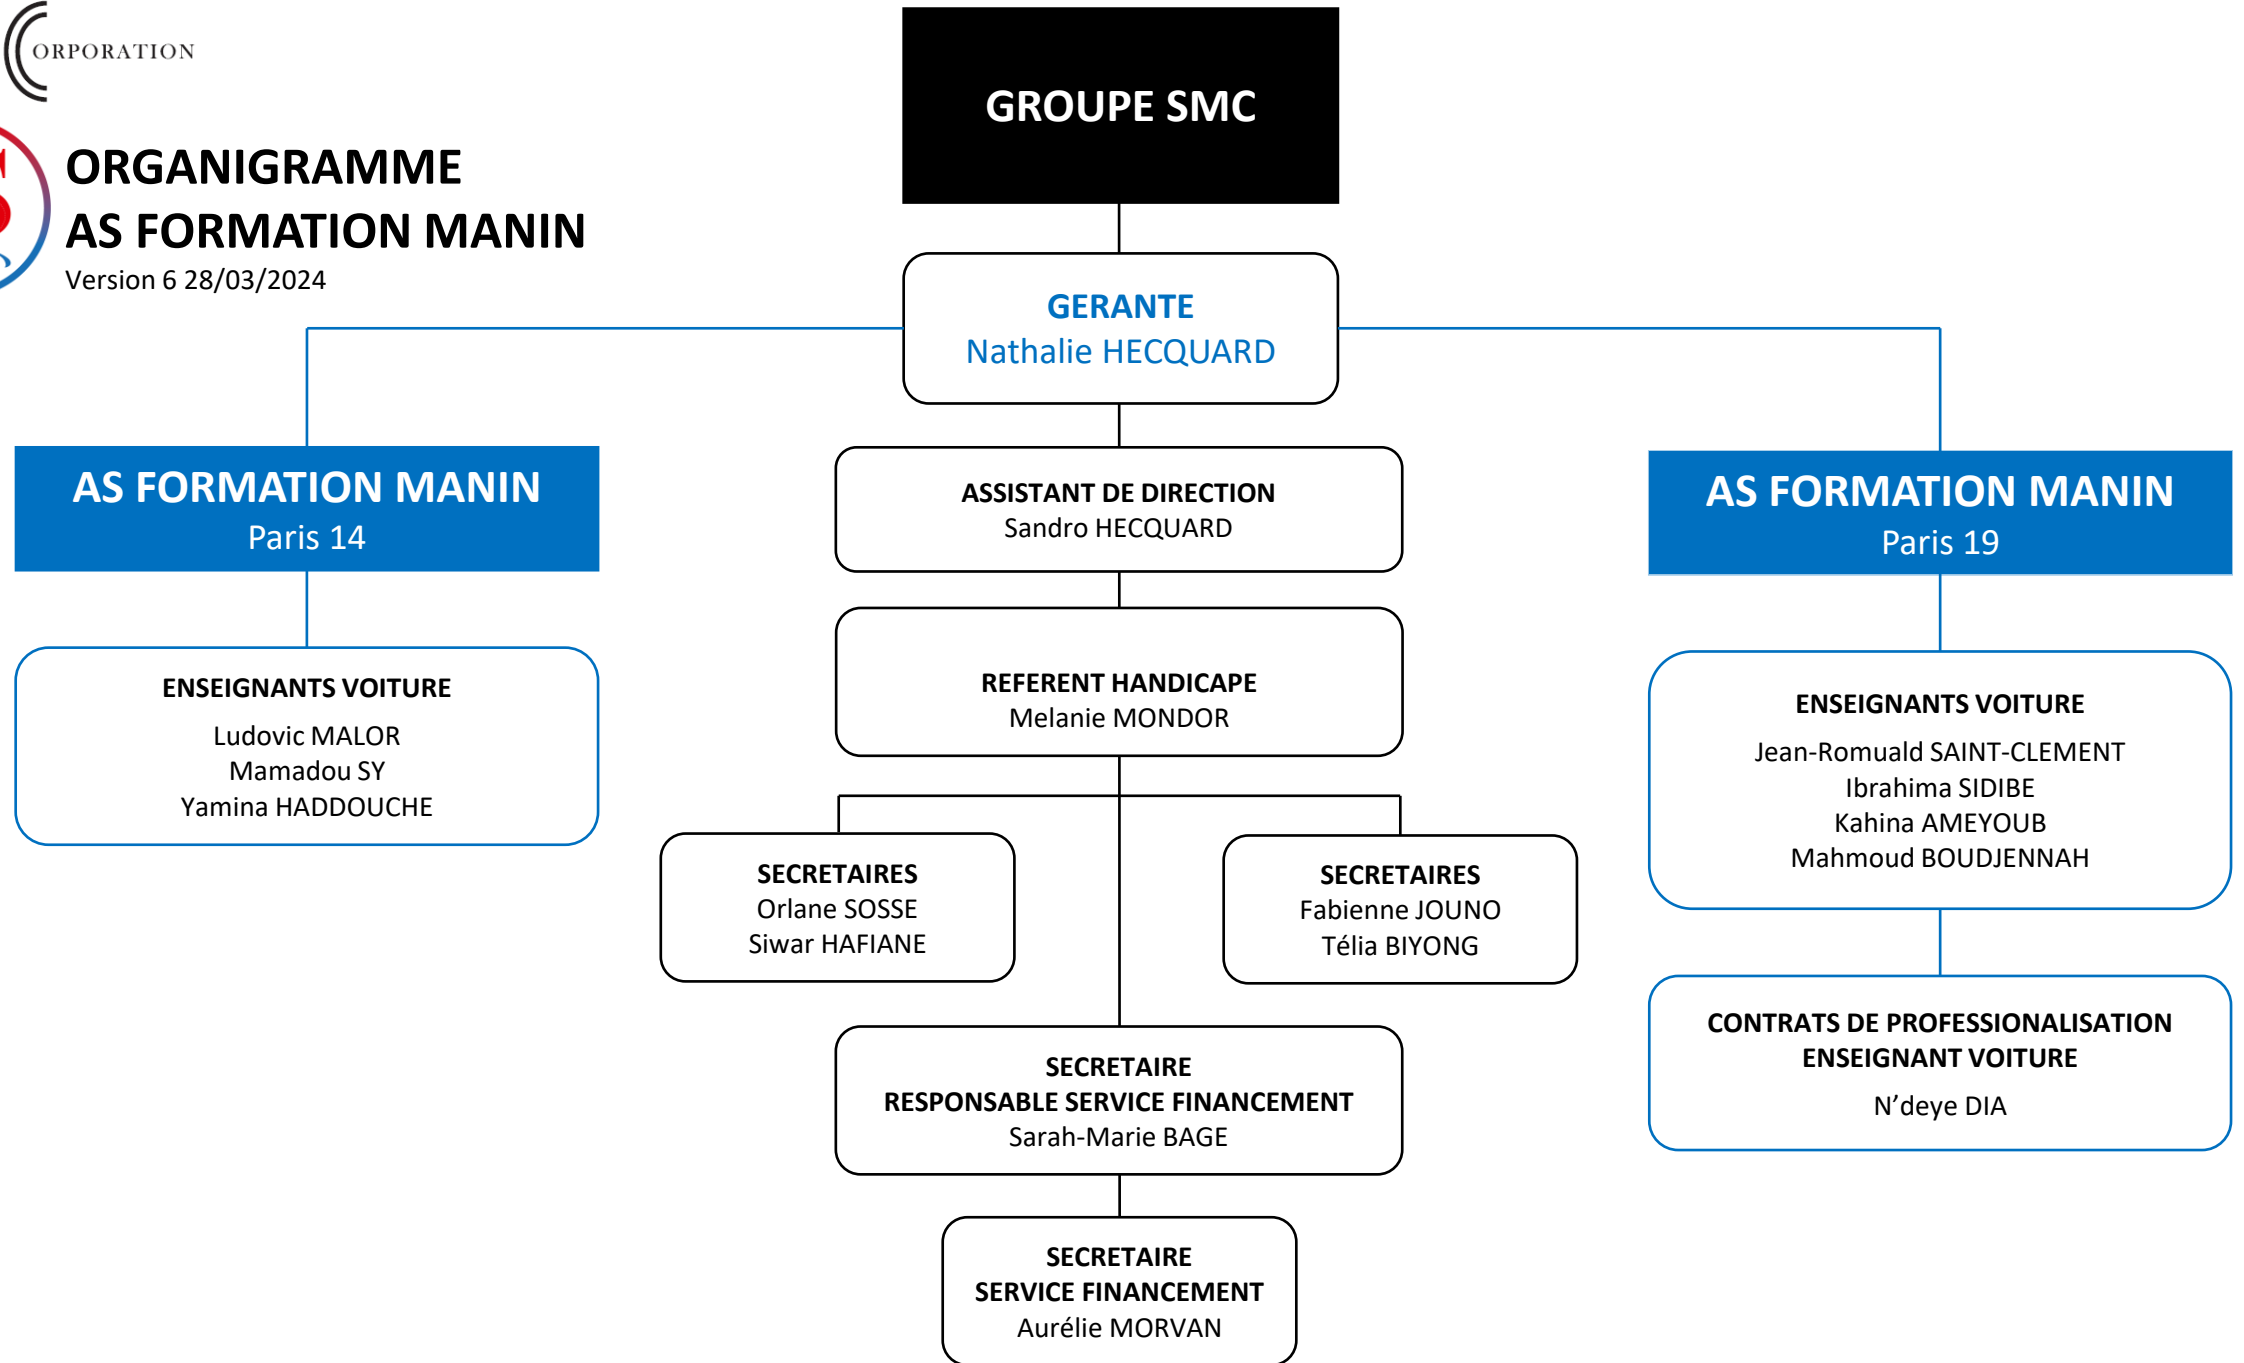 ORPORATION
ORGANIGRAMME
AS FORMATION MANIN
Version 6 28/03/2024
GROUPE SMC
GERANTE
Nathalie HECQUARD
AS FORMATION MANIN
Paris 14
ENSEIGNANTS VOITURE
Ludovic MALOR
Mamadou SY
Yamina HADDOUCHE
ASSISTANT DE DIRECTION
Sandro HECQUARD
REFERENT HANDICAPE
Melanie MONDOR
SECRETAIRES
Orlane SOSSE
Siwar HAFIANE
SECRETAIRES
Fabienne JOUNO
Télia BIYONG
SECRETAIRE
RESPONSABLE SERVICE FINANCEMENT
Sarah-Marie BAGE
SECRETAIRE
SERVICE FINANCEMENT
Aurélie MORVAN
AS FORMATION MANIN
Paris 19
ENSEIGNANTS VOITURE
Jean-Romuald SAINT-CLEMENT
Ibrahima SIDIBE
Kahina AMEYOUB
Mahmoud BOUDJENNAH
CONTRATS DE PROFESSIONALISATION
ENSEIGNANT VOITURE
N’deye DIA